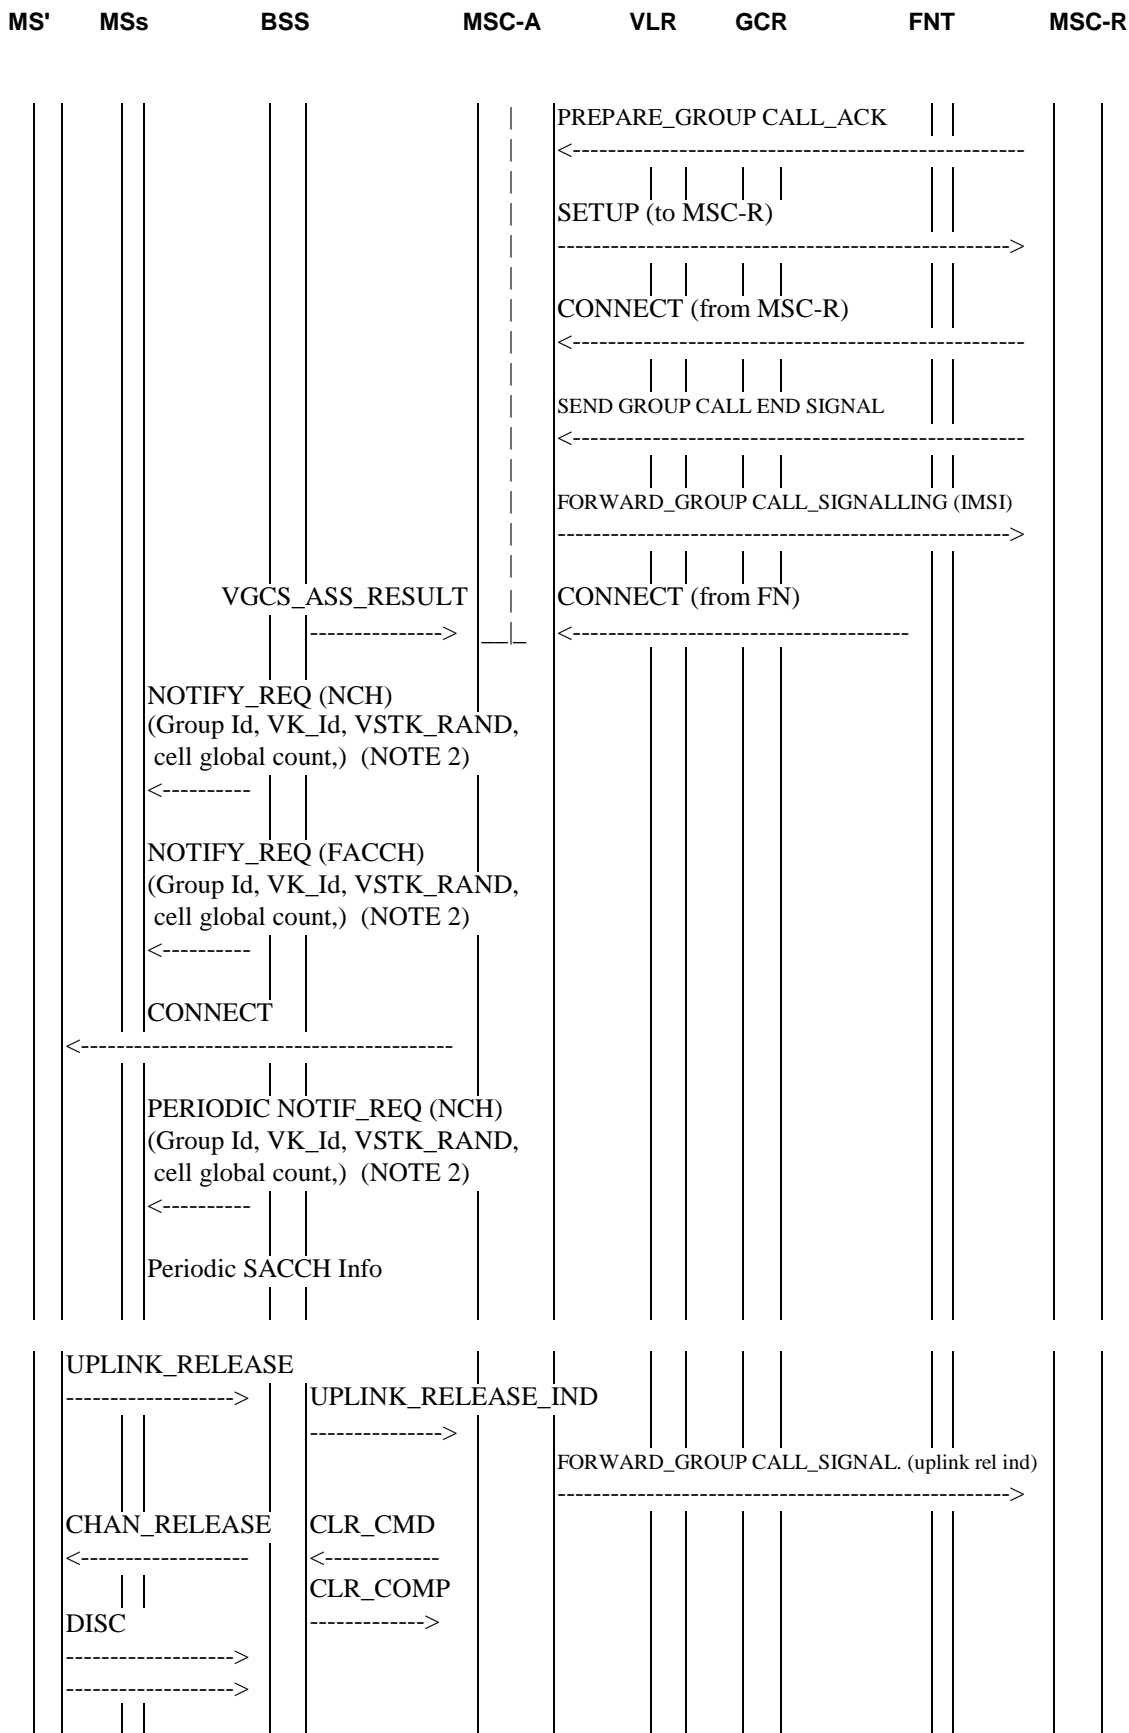 MS' MSs BSS MSC-A VLR GCR FNT MSC-R
PREPARE_GROUP CALL_ACK
SETUP (to MSC-R)
CONNECT (from MSC-R)
SEND GROUP CALL END SIGNAL
FORWARD_GROUP CALL_SIGNALLING (IMSI)
VGCS_ASS_RESULT CONNECT (from FN)
NOTIFY_REQ (NCH)
(Group Id, VK_Id, VSTK_RAND,
cell global count,) (NOTE 2)
NOTIFY_REQ (FACCH)
(Group Id, VK_Id, VSTK_RAND,
cell global count,) (NOTE 2)
CONNECT
PERIODIC NOTIF_REQ (NCH)
(Group Id, VK_Id, VSTK_RAND,
cell global count,) (NOTE 2)
Periodic SACCH Info
UPLINK_RELEASE
UPLINK_RELEASE_IND
FORWARD_GROUP CALL_SIGNAL. (uplink rel ind)
CHAN_RELEASE CLR_CMD
CLR_COMP
DISC